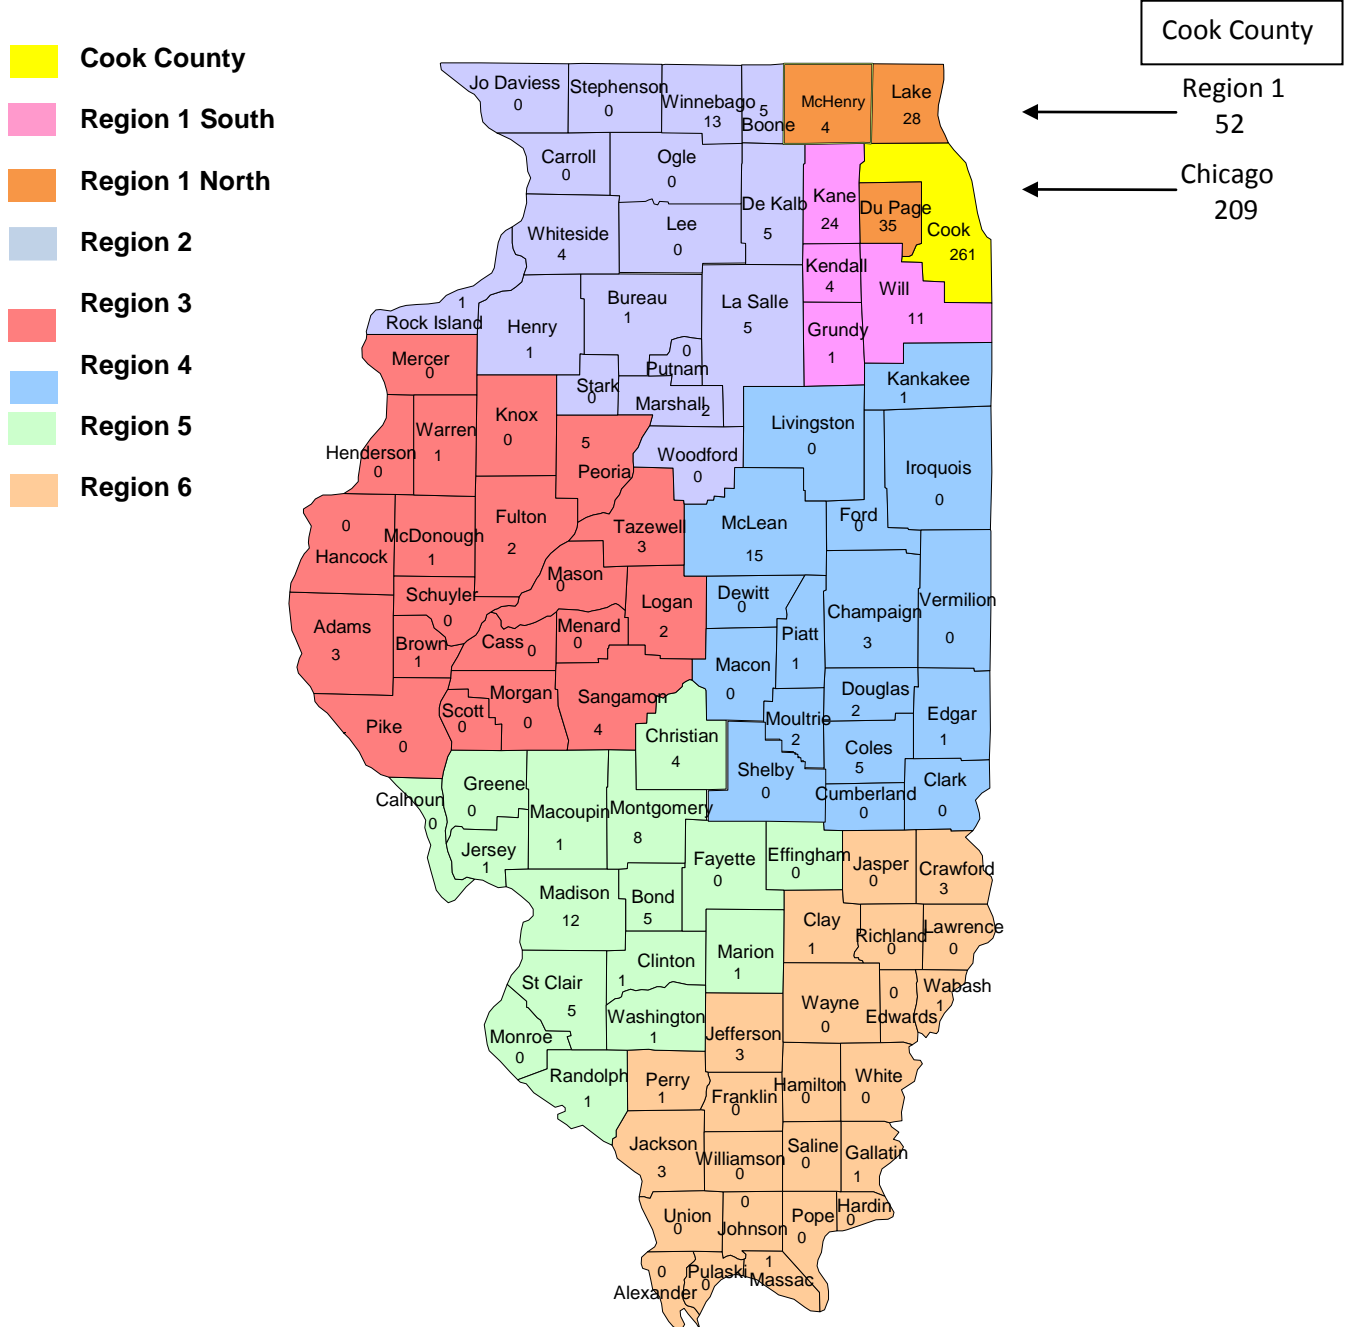 Cook County
Region 1 South
Region 1 North
Region 2
Region 3
Region 4
Region 5
Region 6
Cook County
Region 1
52
Chicago
209
Jo Daviess
0
Stephenson
0
Winnebago
13
5
Boone
McHenry
4
Lake
28
Carroll
0
Ogle
0
De Kalb
5
Kane
24
Du Page
35
Cook
261
Whiteside
4
Lee
0
Kendall
4
Will
11
1
Rock Island
Henry
1
Bureau
1
La Salle
5
Grundy
1
0
Putnam
Mercer
0
Stark
0
Marshall
2
Kankakee
1
Henderson
0
Warren
1
Knox
0
5
Peoria
Woodford
0
Livingston
0
Iroquois
0
Ford
0
0
Hancock
McDonough
1
Fulton
2
Tazewell
3
McLean
15
Mason
0
Schuyler
0
Logan
2
Dewitt
0
Champaign
3
Vermilion
0
Adams
3
Brown
1
Cass
0
Menard
0
Piatt
1
Macon
0
Pike
0
Scott
0
Morgan
0
Sangamon
4
Christian
4
Moultrie
2
Douglas
2
Edgar
1
Coles
5
Shelby
0
Cumberland
0
Clark
0
Calhoun
0
Greene
0
Macoupin
1
Montgomery
8
Jersey
1
Fayette
0
Effingham
0
Jasper
0
Crawford
3
Madison
12
Bond
5
Clay
1
Richland
0
Lawrence
0
Marion
1
Clinton
1
St Clair
5
Washington
1
Wayne
0
0
Edwards
Wabash
1
Monroe
0
Jefferson
3
Randolph
1
Perry
1
Franklin
0
Hamilton
0
White
0
Jackson
3
Williamson
0
Saline
0
Gallatin
1
Union
0
0
Johnson
Pope
0
Hardin
0
0
Alexander
Pulaski
0
1
Massac